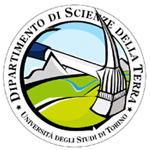 DIPARTIMENTO DI SCIENZE DELLA TERRA
UNIVERSITÀ DEGLI STUDI DI TORINO